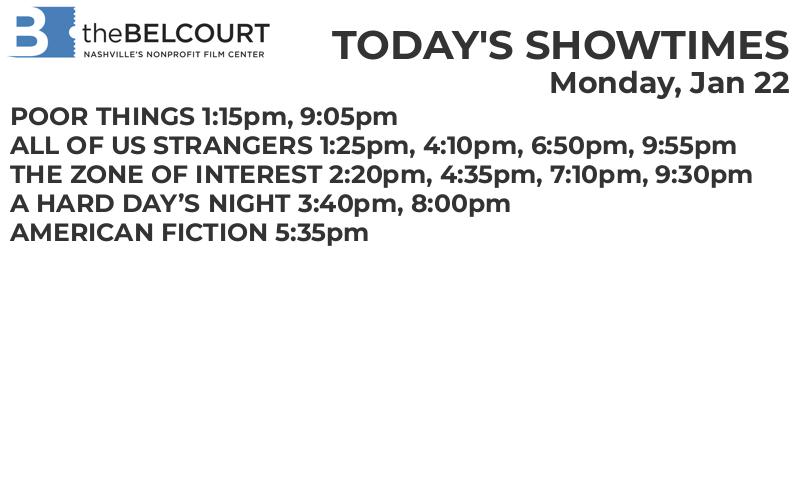 B theBELCOURT
NASHVILLE'S NONPROFIT FILM CENTER
TODAY'S SHOWTIMES
Monday, Jan 22
POOR THINGS 1:15pm, 9:05pm
ALL OF US STRANGERS 1:25pm, 4:10pm, 6:50pm, 9:55pm
THE ZONE OF INTEREST 2:20pm, 4:35pm, 7:10pm, 9:30pm
A HARD DAY’S NIGHT 3:40pm, 8:00pm
AMERICAN FICTION 5:35pm